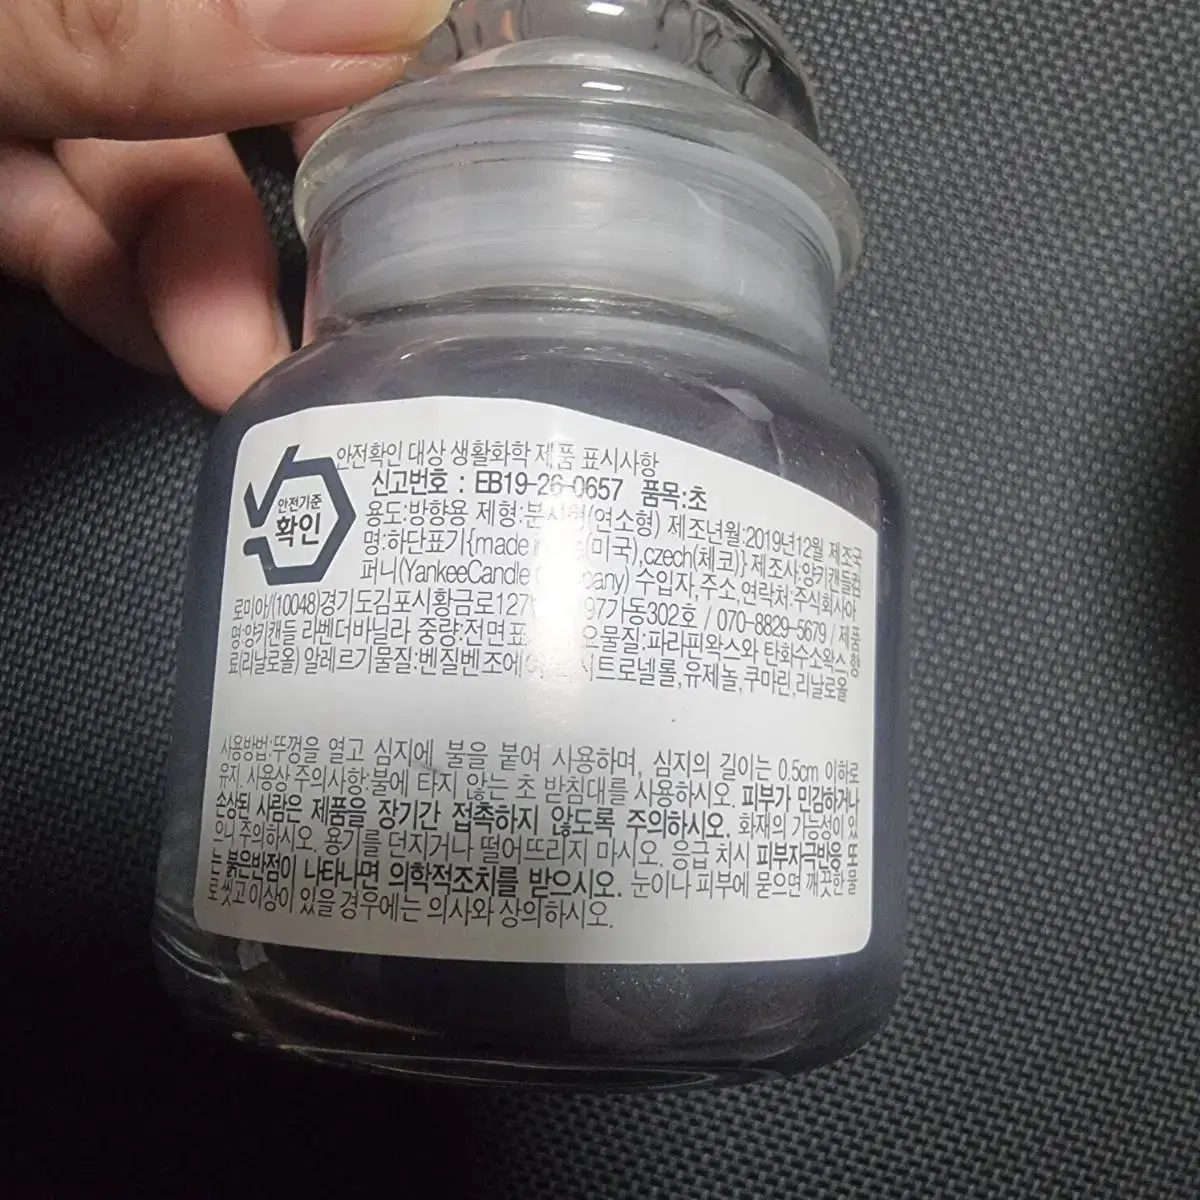 안전기준
확인
안전확인 대상 생활화학 제품 표시사항
신고번호 : EB19-26-0657 품목:초
용도:방향용 제형: (연소형) 제조년월:2019년12월 제조국
명:하단표기{made (미국),czech(체코)} 제조사:양키캔들컴
퍼니(YankeeCandle 수입자,주소,연락처:주식회사아
로미아/(10048)경기도김포시황금로127 97가동302호 / 070-8829-5679 / 제품
명:양키캔들 라벤더바닐라 중량:전면표 파라핀왁스와 탄화수소왁스 향
료(리날로올) 알레르기물질:벤질벤조에 시트로넬롤,유제놀,쿠마린,리날로올
사용방법:뚜껑을 열고 심지에 불을 붙여 사용하며, 심지의 길이는 0.5cm 이하로
유지. 사용상 주의사항:불에 타지 않는 초 받침대를 사용하시오. 피부가 민감하거나
손상된 사람은 제품을 장기간 접촉하지 않도록 주의하시오. 화재의 가능성이 있
으니 주의하시오. 용기를 던지거나 떨어뜨리지 마시오. 응급 처시 피부자극반응 또
는 붉은반점이 나타나면 의학적조치를 받으시오. 눈이나 피부에 묻으면 깨끗한 물
로 씻고 이상이 있을 경우에는 의사와 상의하시오.